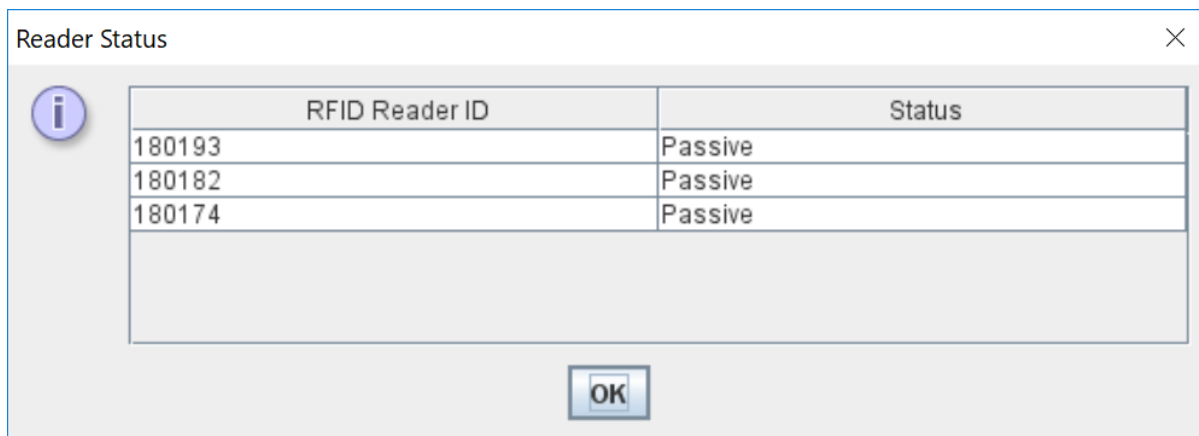 Reader Status
RFID Reader ID Status
180193 Passive
180182 Passive
180174 Passive
OK